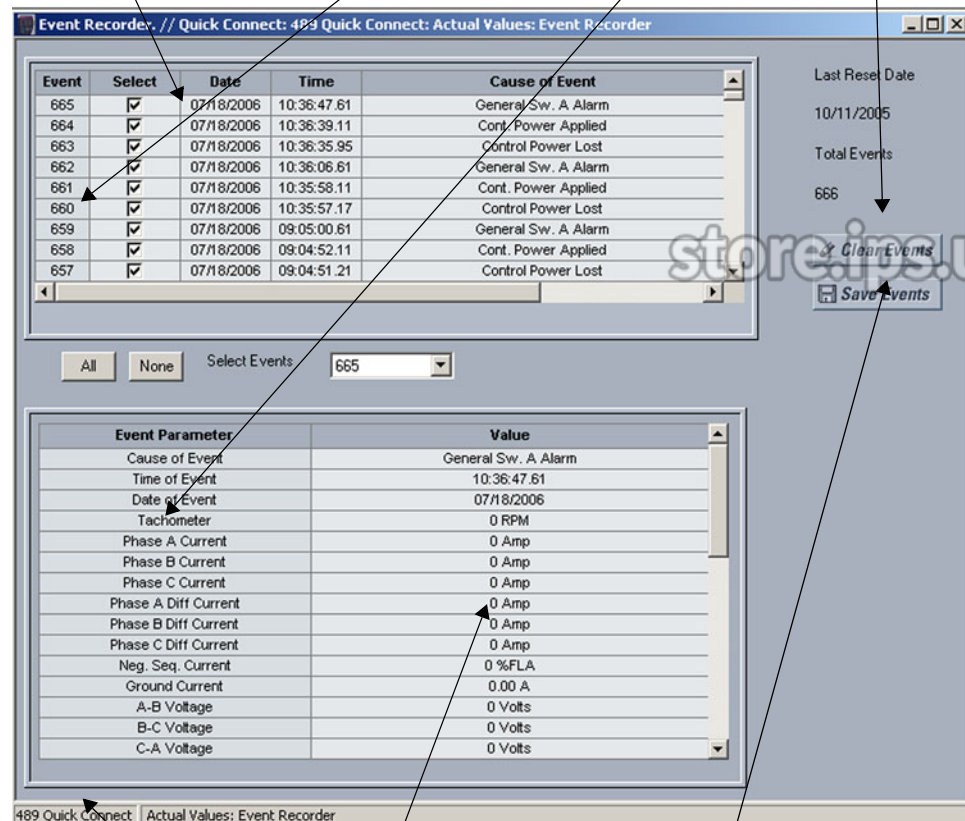 Event Recorder. // Quick Connect: 489 Quick Connect: Actual Values: Event Recorder
Event Select Date Time Cause of Event
665 07/18/2006 10:36:47.61 General Sw. A Alarm
664 07/18/2006 10:36:39.11 Cont. Power Applied
663 07/18/2006 10:36:35.95 Control Power Lost
662 07/18/2006 10:36:06.61 General Sw. A Alarm
661 07/18/2006 10:35:58.11 Cont. Power Applied
660 07/18/2006 10:35:57.17 Control Power Lost
659 07/18/2006 09:05:00.61 General Sw. A Alarm
658 07/18/2006 09:04:52.11 Cont. Power Applied
657 07/18/2006 09:04:51.21 Control Power Lost
Last Reset Date
10/11/2005
Total Events
666
store.ips.u
Clear Events
Save Events
All None Select Events 665
Event Parameter Value
Cause of Event General Sw. A Alarm
Time of Event 10:36:47.61
Date of Event 07/18/2006
Tachometer 0 RPM
Phase A Current 0 Amp
Phase B Current 0 Amp
Phase C Current 0 Amp
Phase A Diff Current 0 Amp
Phase B Diff Current 0 Amp
Phase C Diff Current 0 Amp
Neg. Seq. Current 0 %FLA
Ground Current 0.00 A
A-B Voltage 0 Volts
B-C Voltage 0 Volts
C-A Voltage 0 Volts
489 Quick Connect Actual Values: Event Recorder